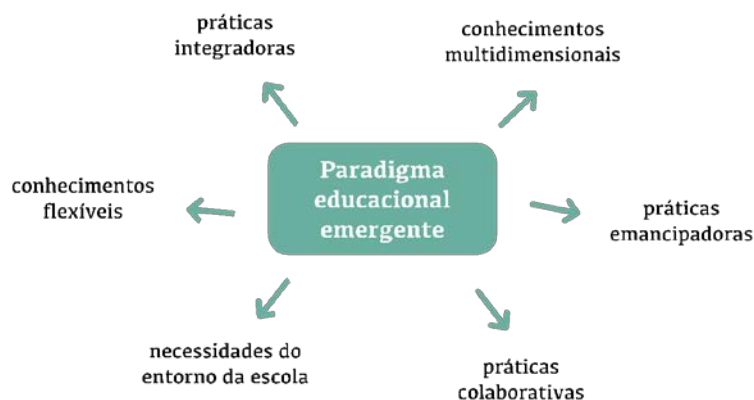 práticas
integradoras
conhecimentos
multidimensionais
conhecimentos
flexíveis
Paradigma
educacional
emergente
práticas
emancipadoras
necessidades do
entorno da escola
práticas
colaborativas